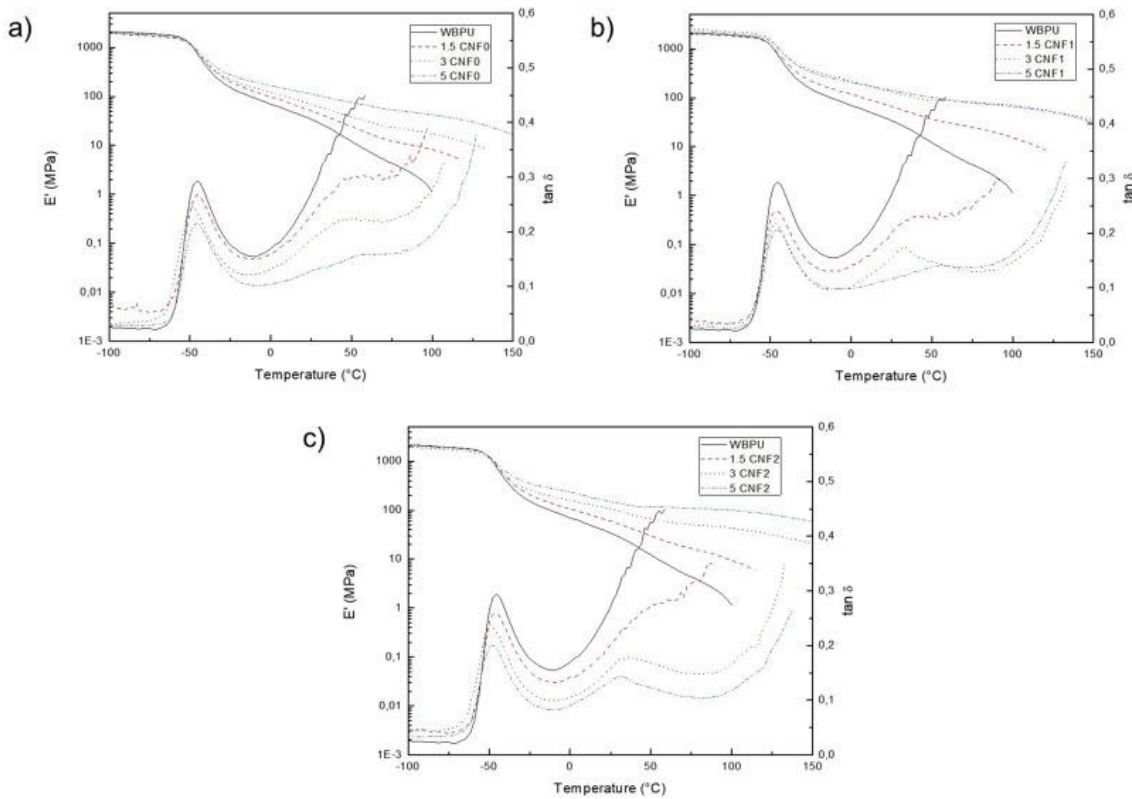 a)
WBPU
1.5 CNF0
3 CNF0
5 CNF0
E' (MPa)
1000
100
10
1
0,1
0,01
1E-3
tan δ
0,6
0,5
0,4
0,3
0,2
0,1
0,0
-100 -50 0 50 100 150
Temperature (°C)
b)
WBPU
1.5 CNF1
3 CNF1
5 CNF1
E' (MPa)
1000
100
10
1
0,1
0,01
1E-3
tan δ
0,6
0,5
0,4
0,3
0,2
0,1
0,0
-100 -50 0 50 100 150
Temperature (°C)
c)
WBPU
1.5 CNF2
3 CNF2
5 CNF2
E' (MPa)
1000
100
10
1
0,1
0,01
1E-3
tan δ
0,6
0,5
0,4
0,3
0,2
0,1
0,0
-100 -50 0 50 100 150
Temperature (°C)